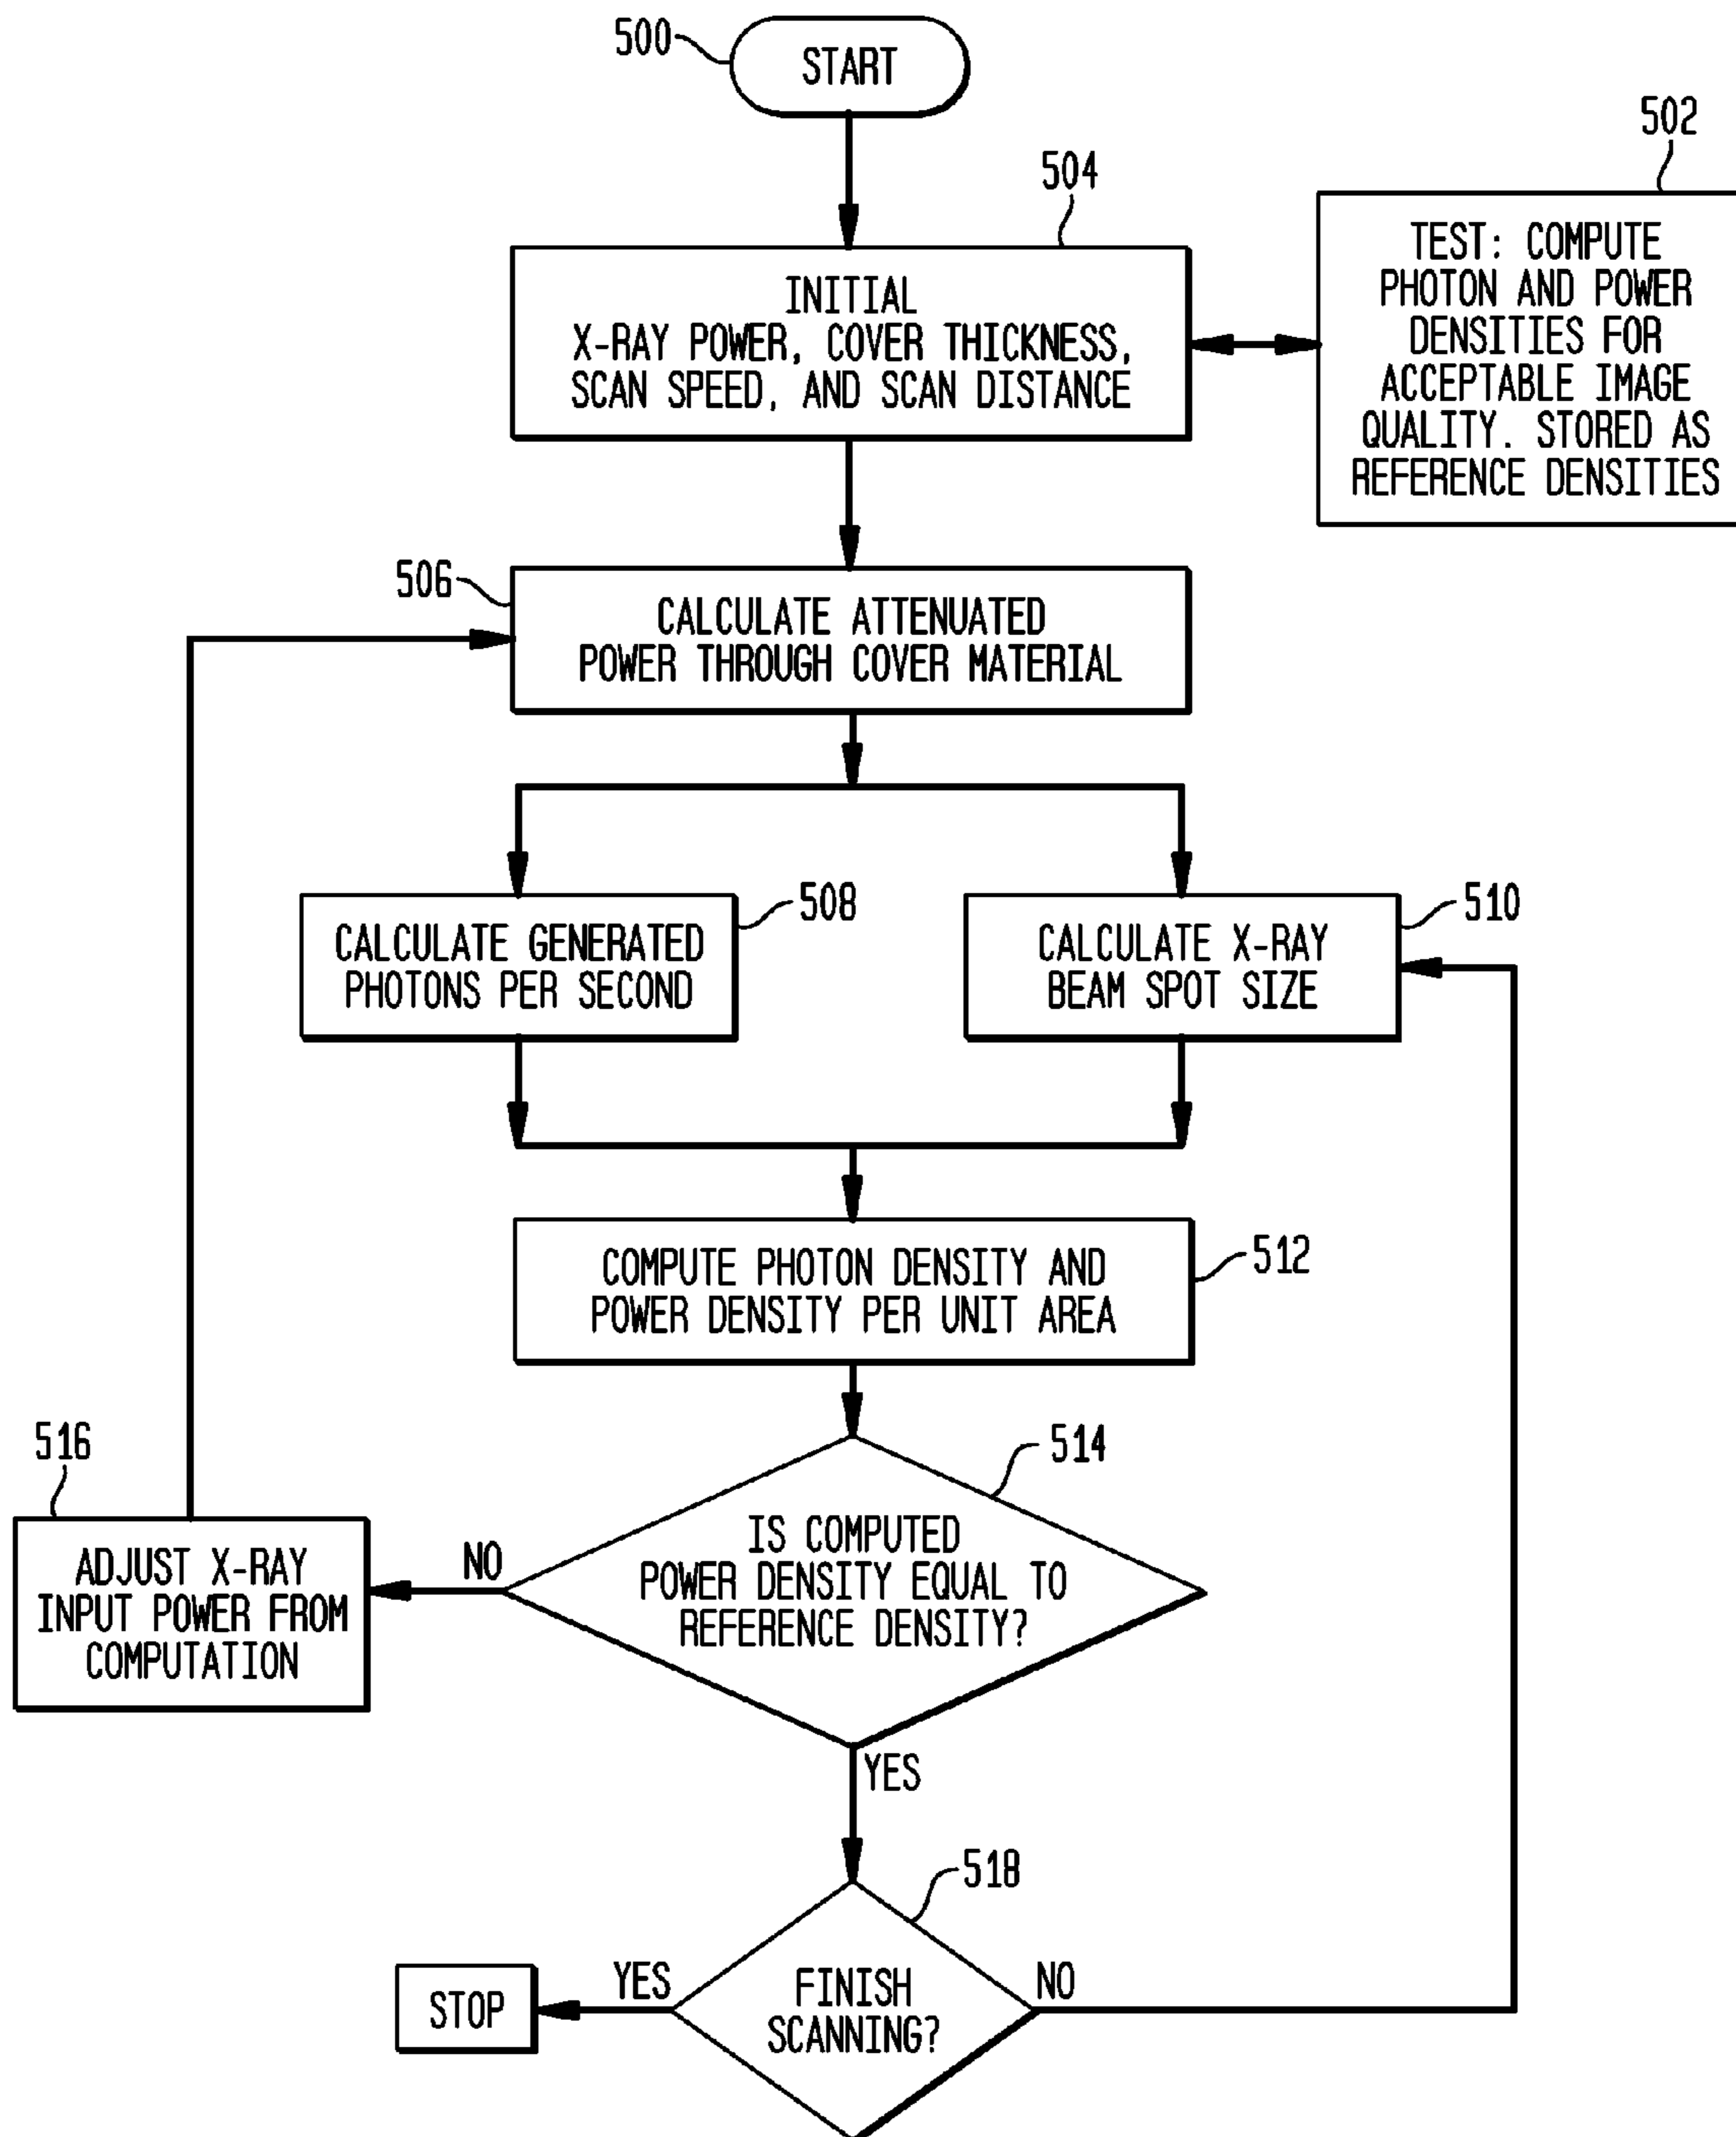 500
START
502
504
TEST: COMPUTE
PHOTON AND POWER
DENSITIES FOR
ACCEPTABLE IMAGE
QUALITY. STORED AS
REFERENCE DENSITIES
INITIAL
X-RAY POWER, COVER THICKNESS,
SCAN SPEED, AND SCAN DISTANCE
506
CALCULATE ATTENUATED
POWER THROUGH COVER MATERIAL
508
CALCULATE GENERATED
PHOTONS PER SECOND
510
CALCULATE X-RAY
BEAM SPOT SIZE
512
COMPUTE PHOTON DENSITY AND
POWER DENSITY PER UNIT AREA
514
IS COMPUTED
POWER DENSITY EQUAL TO
REFERENCE DENSITY?
NO
516
ADJUST X-RAY
INPUT POWER FROM
COMPUTATION
YES
518
FINISH
SCANNING?
YES
STOP
NO